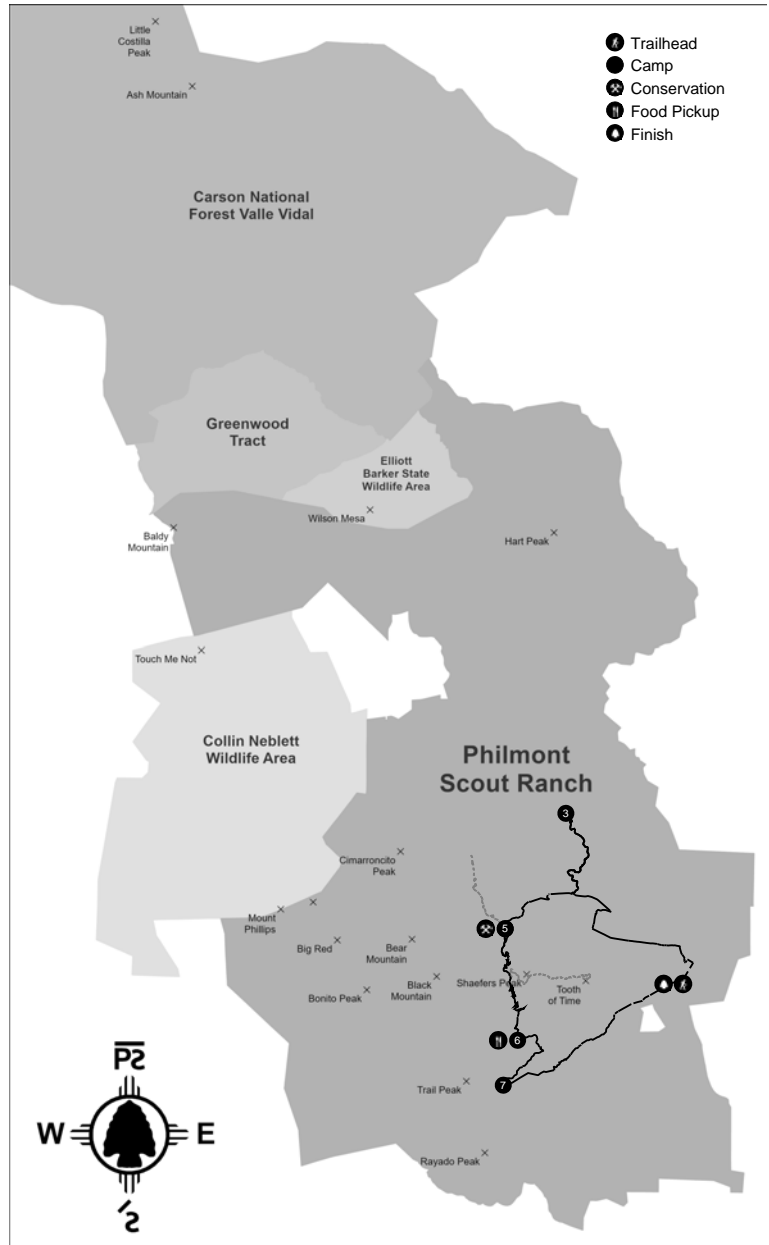 Little
Costilla
Peak
Ash Mountain
Trailhead
Camp
Conservation
Food Pickup
Finish
Carson National
Forest Valle Vidal
Greenwood
Tract
Elliott
Barker State
Wildlife Area
Wilson Mesa
Baldy
Mountain
Hart Peak
Touch Me Not
Collin Neblett
Wildlife Area
Philmont
Scout Ranch
3
Cimarroncito
Peak
Mount
Phillips
Big Red
Bear
Mountain
5
Bonito Peak
Black
Mountain
Shaefers Peak
Tooth
of Time
6
7
Trail Peak
Rayado Peak
W
E